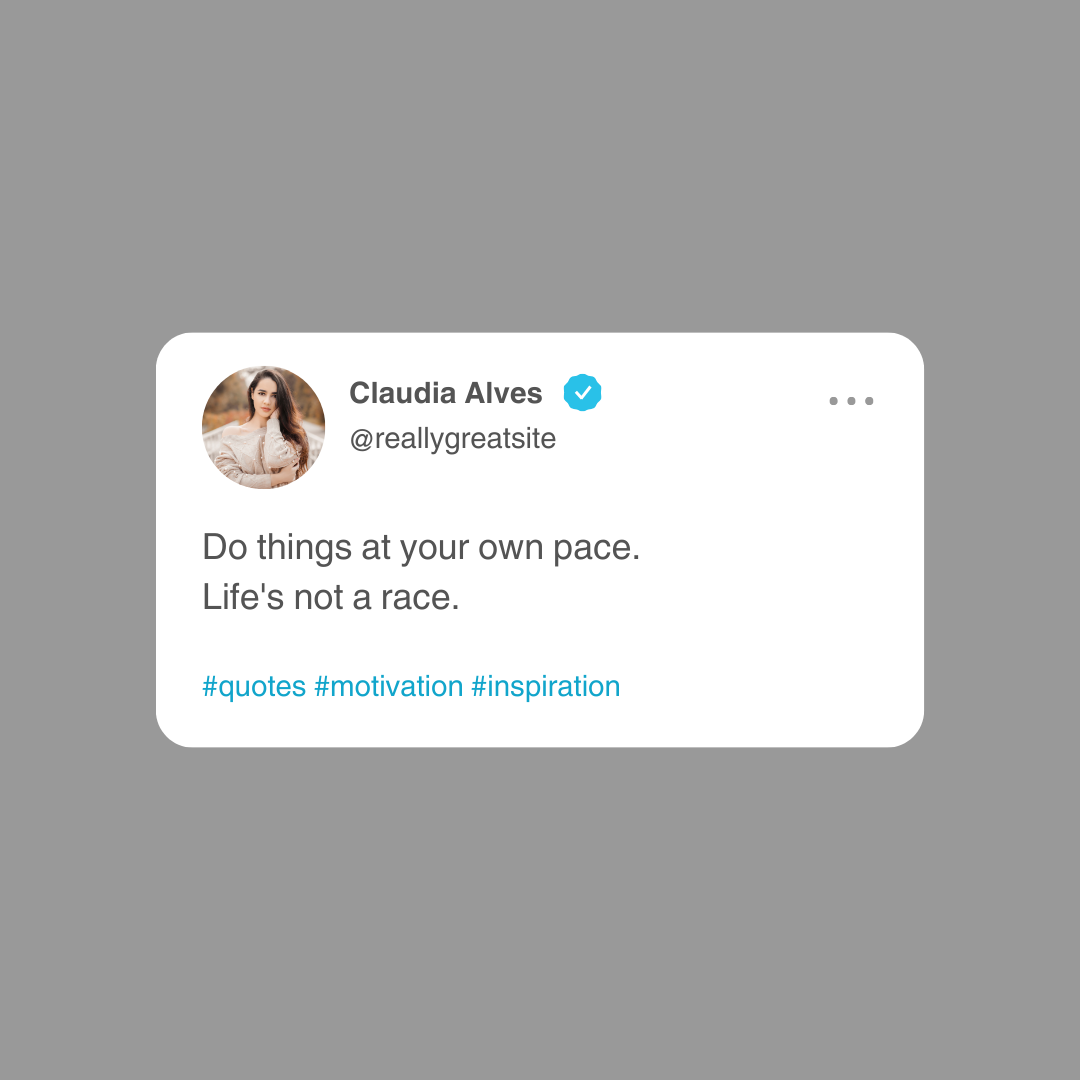 Claudia Alves
@reallygreatsite
Do things at your own pace.
Life's not a race.
#quotes #motivation #inspiration